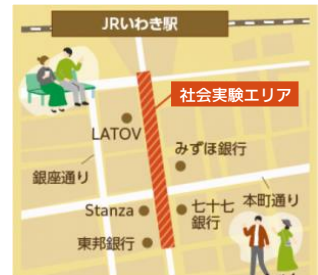 JRいわき駅
社会実験エリア
LATOV
みずほ銀行
銀座通り
本町通り
Stanza
七十七
銀行
東邦銀行